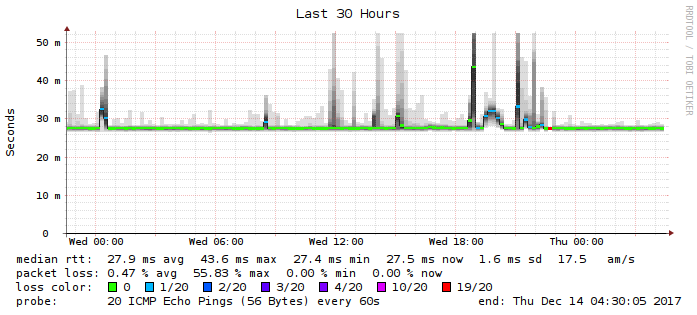 Last 30 Hours
RRDTOOL / TOBI OETIKER
Seconds
50 m
40 m
30 m
20 m
10 m
0
Wed 00:00 Wed 06:00 Wed 12:00 Wed 18:00 Thu 00:00
median rtt: 27.9 ms avg 43.6 ms max 27.4 ms min 27.5 ms now 1.6 ms sd 17.5 am/s
packet loss: 0.47 % avg 55.83 % max 0.00 % min 0.00 % now
loss color: 0 1/20 2/20 3/20 4/20 10/20 19/20
probe: 20 ICMP Echo Pings (56 Bytes) every 60s end: Thu Dec 14 04:30:05 2017